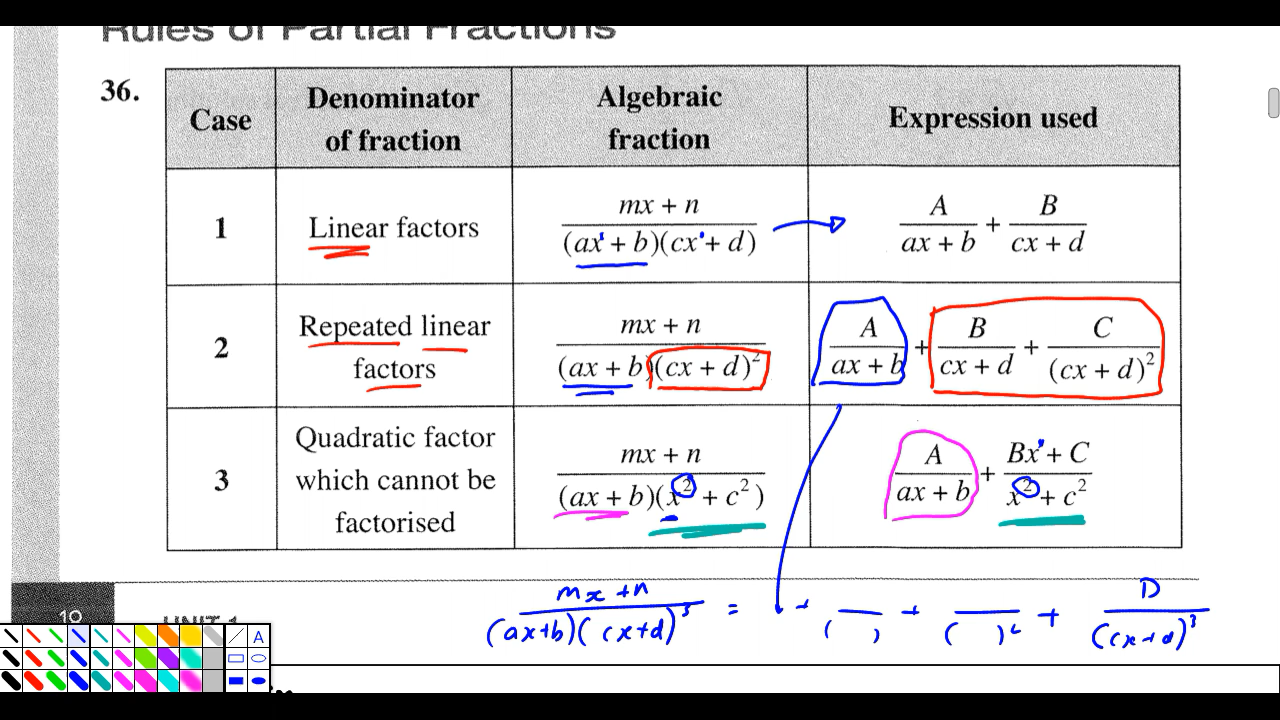 Rules of Partial Fractions
36.
Case
Denominator
of fraction
Algebraic
fraction
Expression used
1
Linear factors
mx + n
(ax + b)(cx + d)
A/(ax + b) + B/(cx + d)
2
Repeated linear
factors
mx + n
(ax + b)(cx + d)²
A/(ax + b) + B/(cx + d) + C/(cx + d)²
3
Quadratic factor
which cannot be
factorised
mx + n
(ax + b)(x² + c²)
A/(ax + b) + (Bx + C)/(x² + c²)
(mx + n)/((ax+b)(cx+d)³) = + /( ) + /( )² + D/((cx+d)³)
19
UNIT 1
A